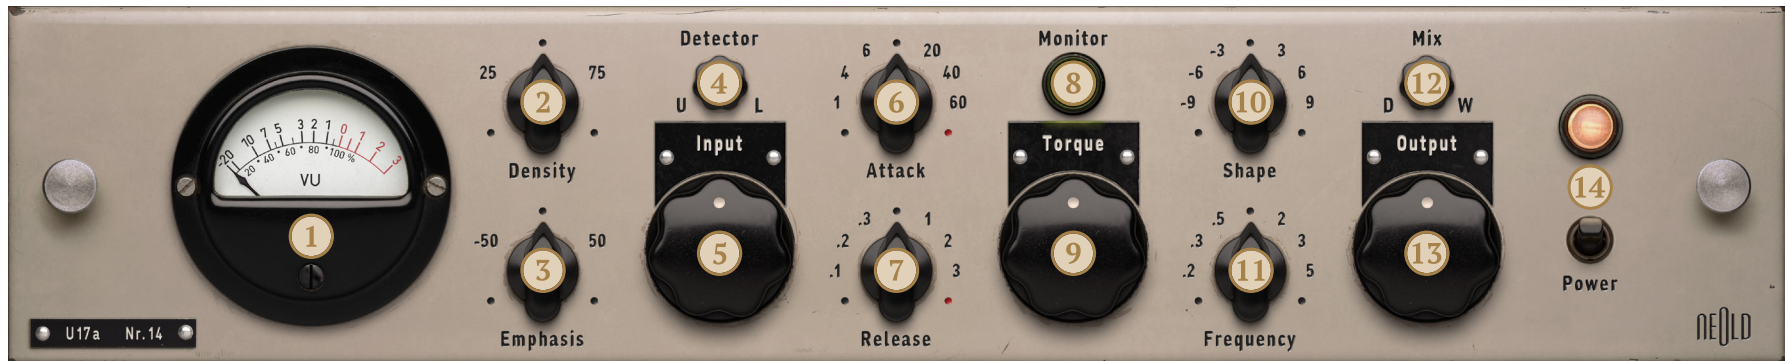 -20 10 7 5 3 2 1 0 1 2 3
20 40 60 80 100 %
VU
1
U17a Nr.14
25 75
2
Density
-50 50
3
Emphasis
Detector
4
U L
Input
5
6 20
4 40
1 60
6
Attack
.3 1
.2 2
.1 3
7
Release
Monitor
8
Torque
9
-3 3
-6 6
-9 9
10
Shape
.5 2
.3 3
.2 5
11
Frequency
Mix
12
D W
Output
13
14
Power
NEOLD